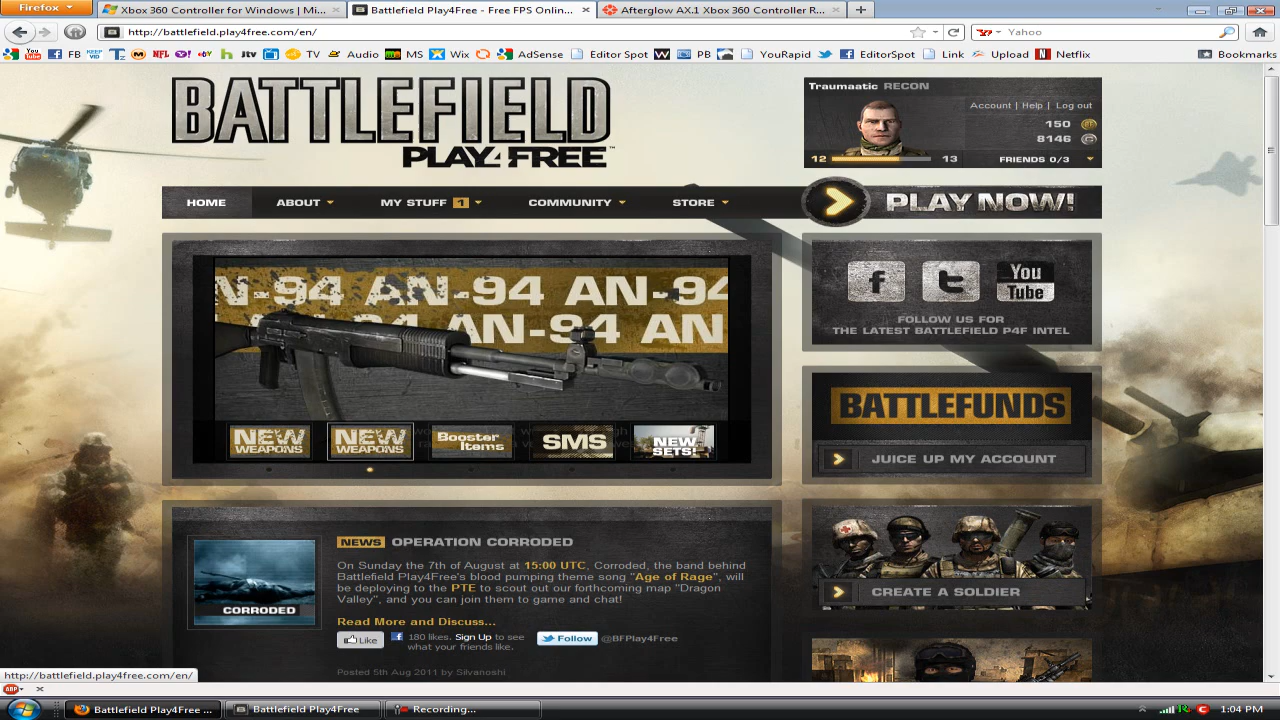 Firefox
Xbox 360 Controller for Windows | Mi...
Battlefield Play4Free - Free FPS Onlin...
Afterglow AX.1 Xbox 360 Controller R...
http://battlefield.play4free.com/en/
Yahoo
FB
TV
Audio
MS
Wix
AdSense
Editor Spot
PB
YouRapid
EditorSpot
Link
Upload
Netflix
Bookmarks
BATTLEFIELD
PLAY4FREE
Traumaatic RECON
Account | Help | Log out
150
8146
12
13
FRIENDS 0/3
HOME
ABOUT
MY STUFF 1
COMMUNITY
STORE
PLAY NOW!
N-94 AN-94 AN-94
AN-94 AN
NEW WEAPONS
NEW WEAPONS
Booster Items
SMS
NEW SETS!
You Tube
FOLLOW US FOR
THE LATEST BATTLEFIELD P4F INTEL
BATTLEFUNDS
JUICE UP MY ACCOUNT
CREATE A SOLDIER
CORRODED
NEWS OPERATION CORRODED
On Sunday the 7th of August at 15:00 UTC, Corroded, the band behind
Battlefield Play4Free's blood pumping theme song "Age of Rage", will
be deploying to the PTE to scout out our forthcoming map "Dragon
Valley", and you can join them to game and chat!
Read More and Discuss...
Like
180 likes. Sign Up to see
what your friends like.
Follow
@BFPlay4Free
Posted 5th Aug 2011 by Silvanoshi.
http://battlefield.play4free.com/en/
ABP
Battlefield Play4Free ...
Battlefield Play4Free
Recording...
1:04 PM